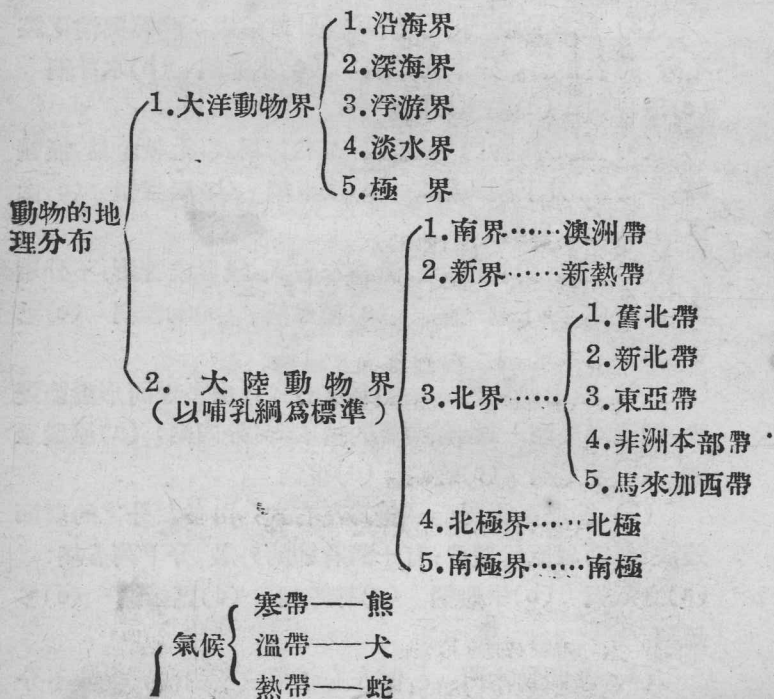 動物的地
理分布
1.大洋動物界
1.沿海界
2.深海界
3.浮游界
4.淡水界
5.極　界
2.　大陸動物界
（以哺乳綱爲標準）
1.南界……澳洲帶
2.新界……新熱帶
3.北界……
1.舊北帶
2.新北帶
3.東亞帶
4.非洲本部帶
5.馬來加西帶
4.北極界……北極
5.南極界……南極
氣候
寒帶——熊
溫帶——犬
熱帶——蛇